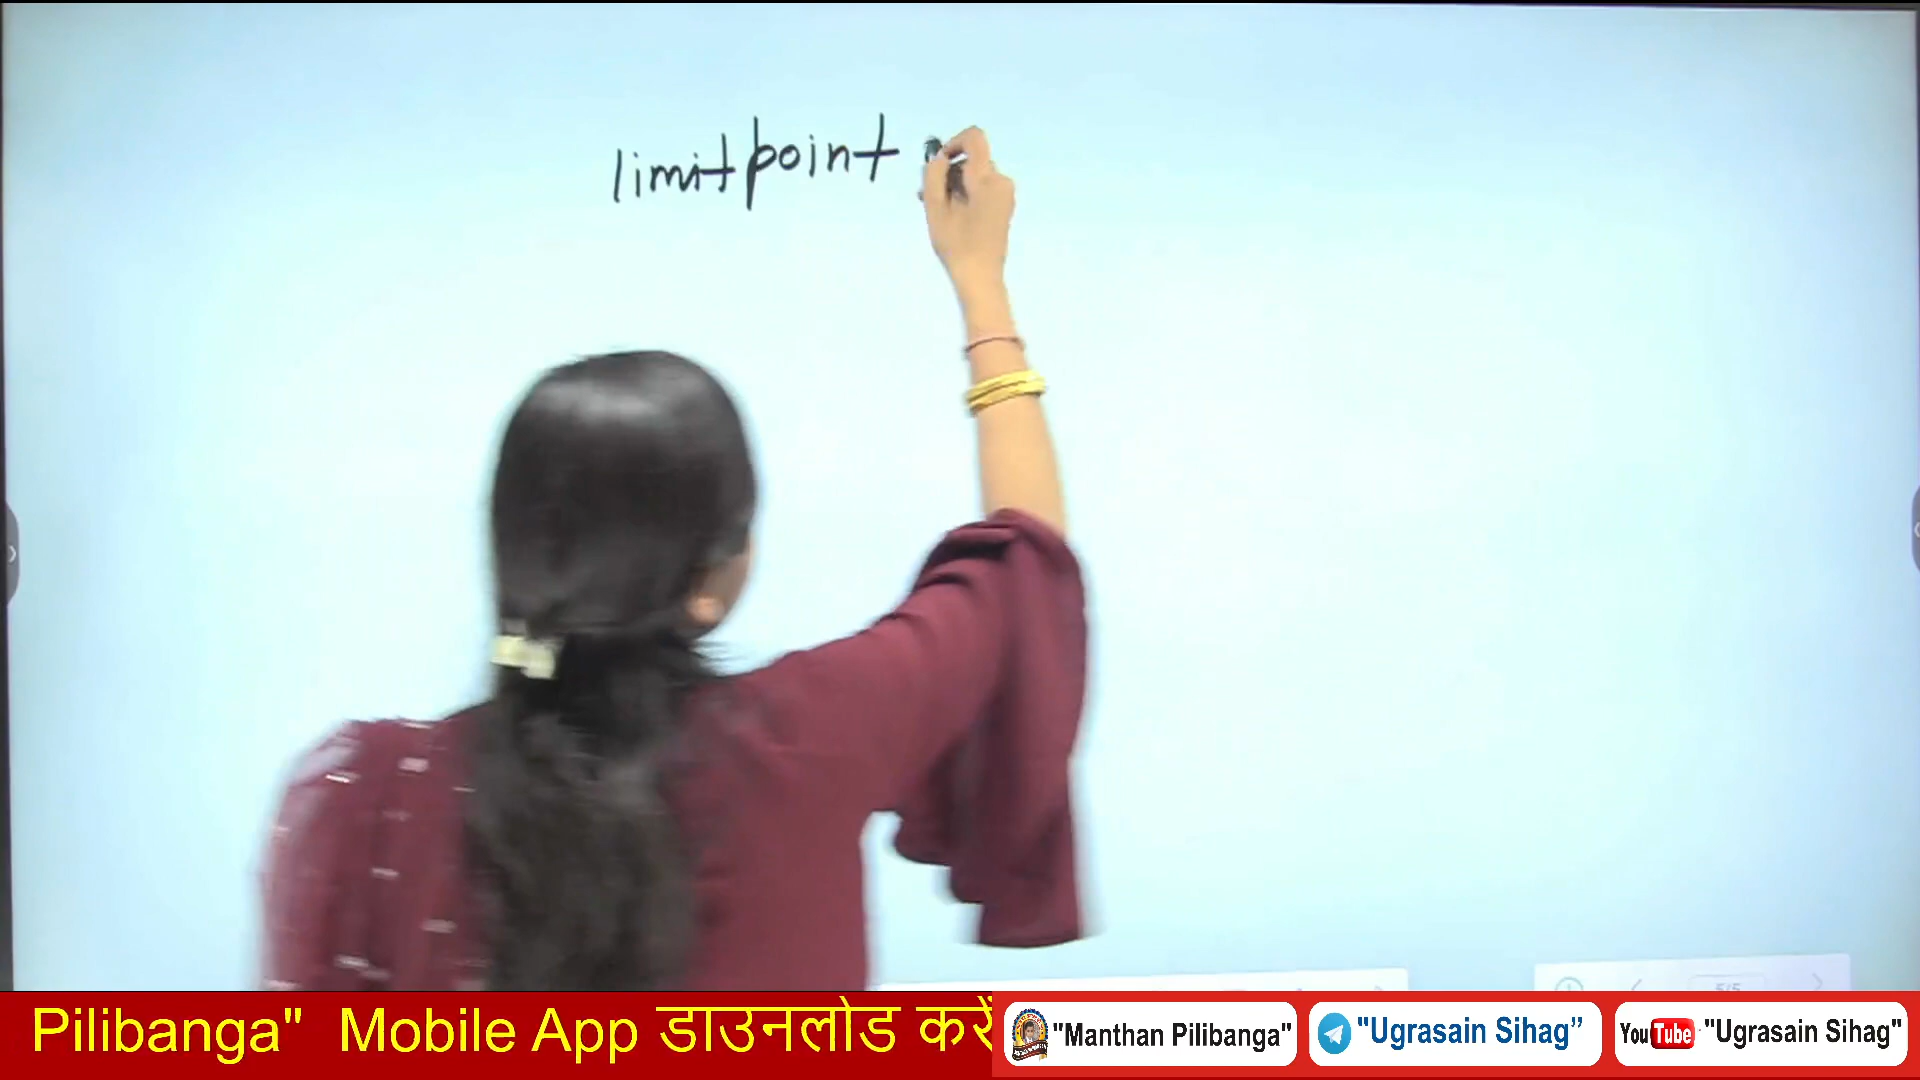 limit point
Pilibanga" Mobile App डाउनलोड करें
"Manthan Pilibanga"
"Ugrasain Sihag”
YouTube "Ugrasain Sihag"